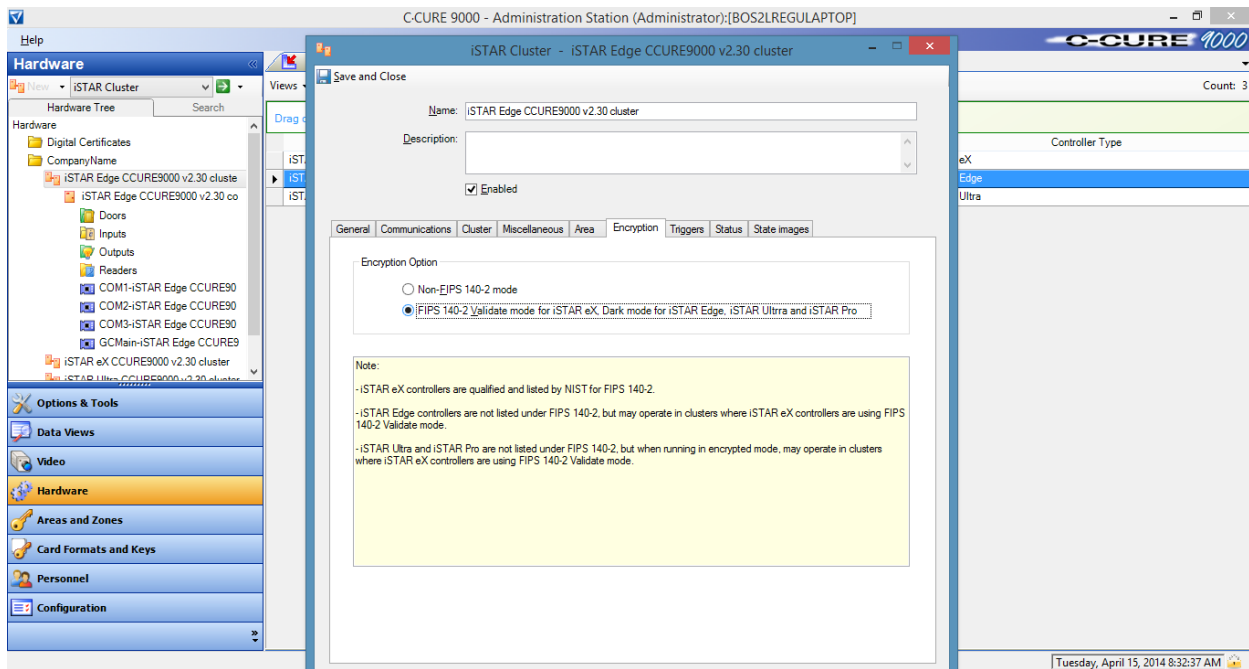 C•CURE 9000 - Administration Station (Administrator):[BOS2LREGULAPTOP]
Help
C•CURE 9000
Hardware
New
iSTAR Cluster
Hardware Tree
Search
Hardware
Digital Certificates
CompanyName
iSTAR Edge CCURE9000 v2.30 cluste
iSTAR Edge CCURE9000 v2.30 co
Doors
Inputs
Outputs
Readers
COM1-iSTAR Edge CCURE90
COM2-iSTAR Edge CCURE90
COM3-iSTAR Edge CCURE90
GCMain-iSTAR Edge CCURE9
iSTAR eX CCURE9000 v2.30 cluster
iSTAR Ultra CCURE9000 v2.30 cluster
Options & Tools
Data Views
Video
Hardware
Areas and Zones
Card Formats and Keys
Personnel
Configuration
Views
Count: 3
Drag c
Controller Type
iST
eX
iST
Edge
iST
Ultra
iSTAR Cluster - iSTAR Edge CCURE9000 v2.30 cluster
Save and Close
Name: iSTAR Edge CCURE9000 v2.30 cluster
Description:
Enabled
General Communications Cluster Miscellaneous Area Encryption Triggers Status State images
Encryption Option
Non-FIPS 140-2 mode
FIPS 140-2 Validate mode for iSTAR eX, Dark mode for iSTAR Edge, iSTAR Ultrra and iSTAR Pro
Note:
- iSTAR eX controllers are qualified and listed by NIST for FIPS 140-2.
- iSTAR Edge controllers are not listed under FIPS 140-2, but may operate in clusters where iSTAR eX controllers are using FIPS
140-2 Validate mode.
- iSTAR Ultra and iSTAR Pro are not listed under FIPS 140-2, but when running in encrypted mode, may operate in clusters
where iSTAR eX controllers are using FIPS 140-2 Validate mode.
Tuesday, April 15, 2014 8:32:37 AM